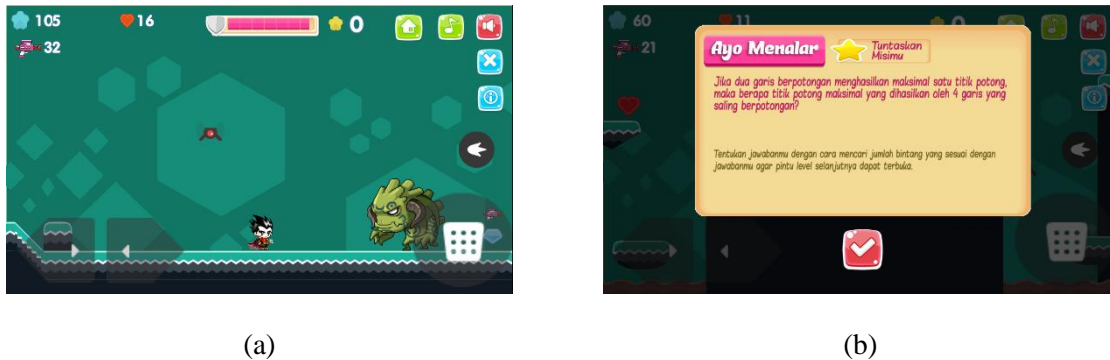 105 16 0
32
60 11 0
21
Ayo Menalar
Tuntaskan
Misimu
Jika dua garis berpotongan menghasilkan maksimal satu titik potong,
maka berapa titik potong maksimal yang dihasilkan oleh 4 garis yang
saling berpotongan?
Tentukan jawabanmu dengan cara mencari jumlah bintang yang sesuai dengan
jawabanmu agar pintu level selanjutnya dapat terbuka.
(a) (b)